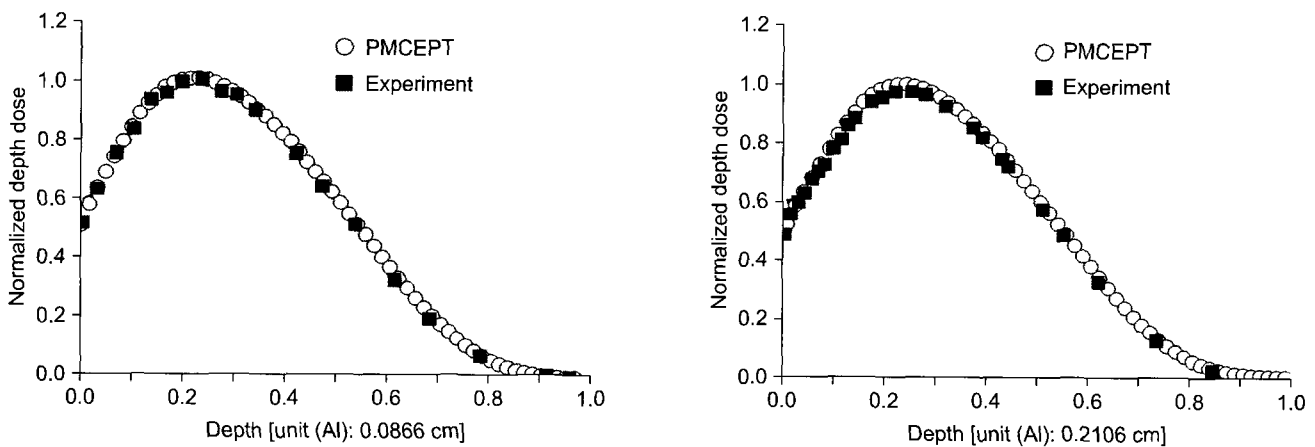 1.2
1.0
0.8
0.6
0.4
0.2
0.0
Normalized depth dose
PMCEPT
Experiment
0.0 0.2 0.4 0.6 0.8 1.0
Depth [unit (Al): 0.0866 cm]
1.2
1.0
0.8
0.6
0.4
0.2
0.0
Normalized depth dose
PMCEPT
Experiment
0.0 0.2 0.4 0.6 0.8 1.0
Depth [unit (Al): 0.2106 cm]